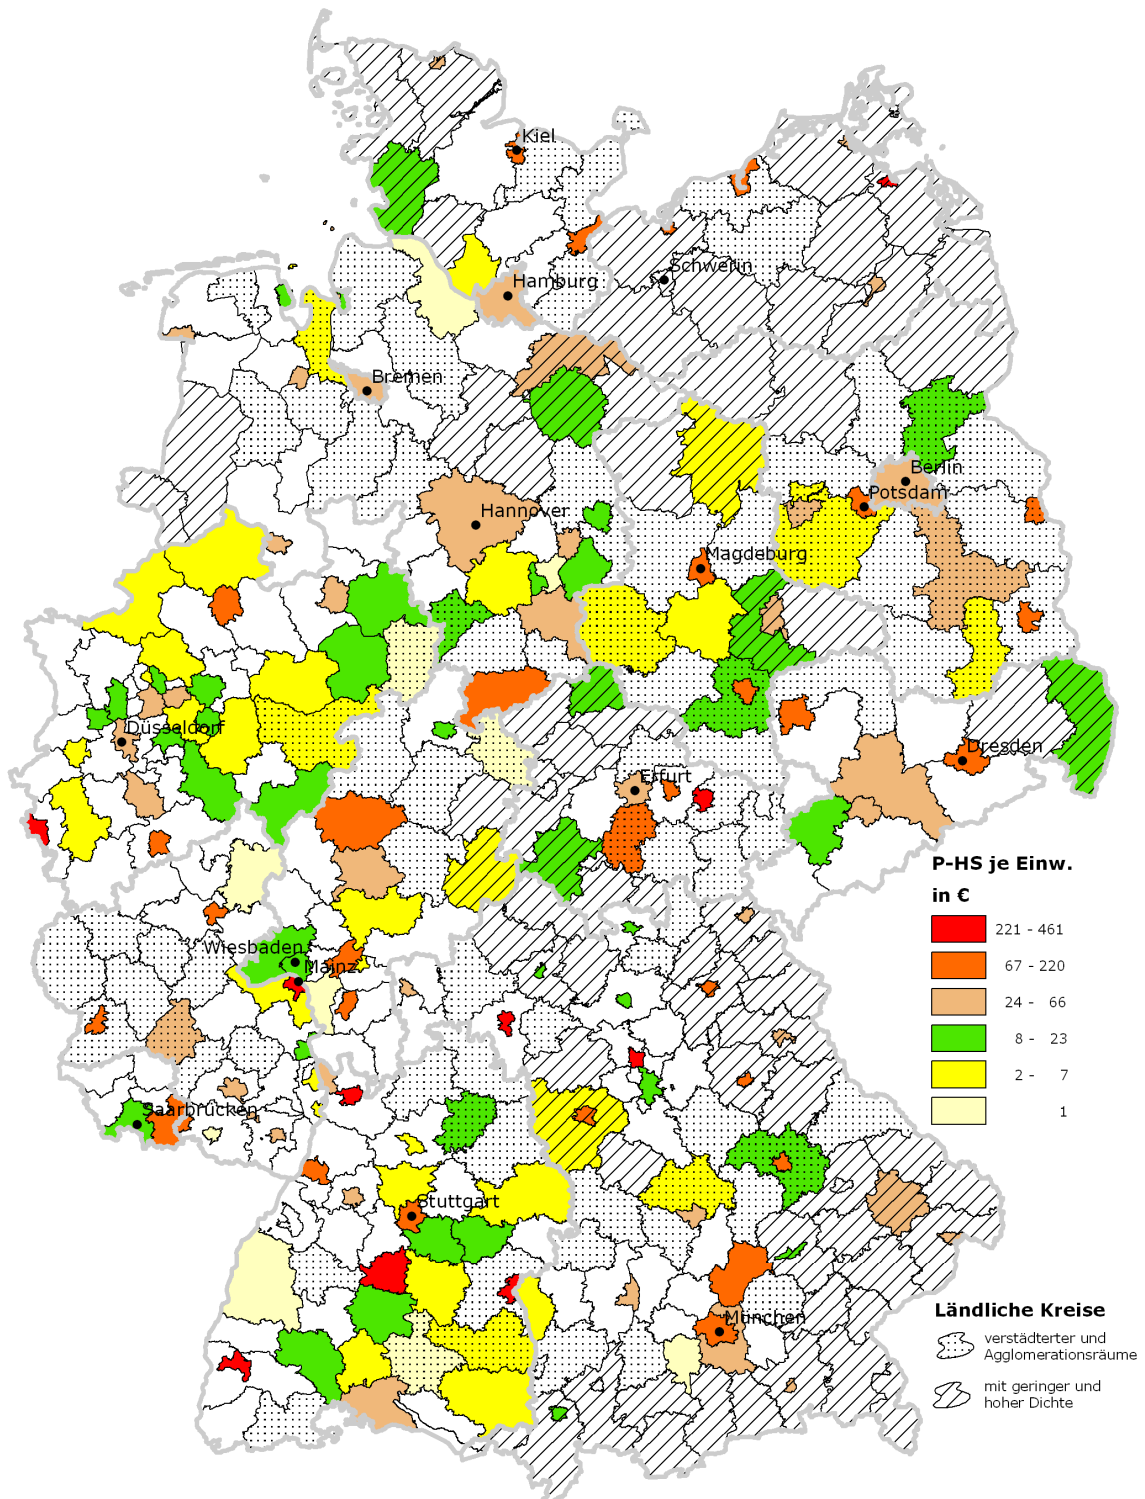 Kiel
Schwerin
Hamburg
Bremen
Berlin
Potsdam
Hannover
Magdeburg
Düsseldorf
Dresden
Erfurt
P-HS je Einw.
in €
221 - 461
67 - 220
24 - 66
8 - 23
2 - 7
1
Wiesbaden
Mainz
Saarbrücken
Stuttgart
München
Ländliche Kreise
verstädterter und
Agglomerationsräume
mit geringer und
hoher Dichte